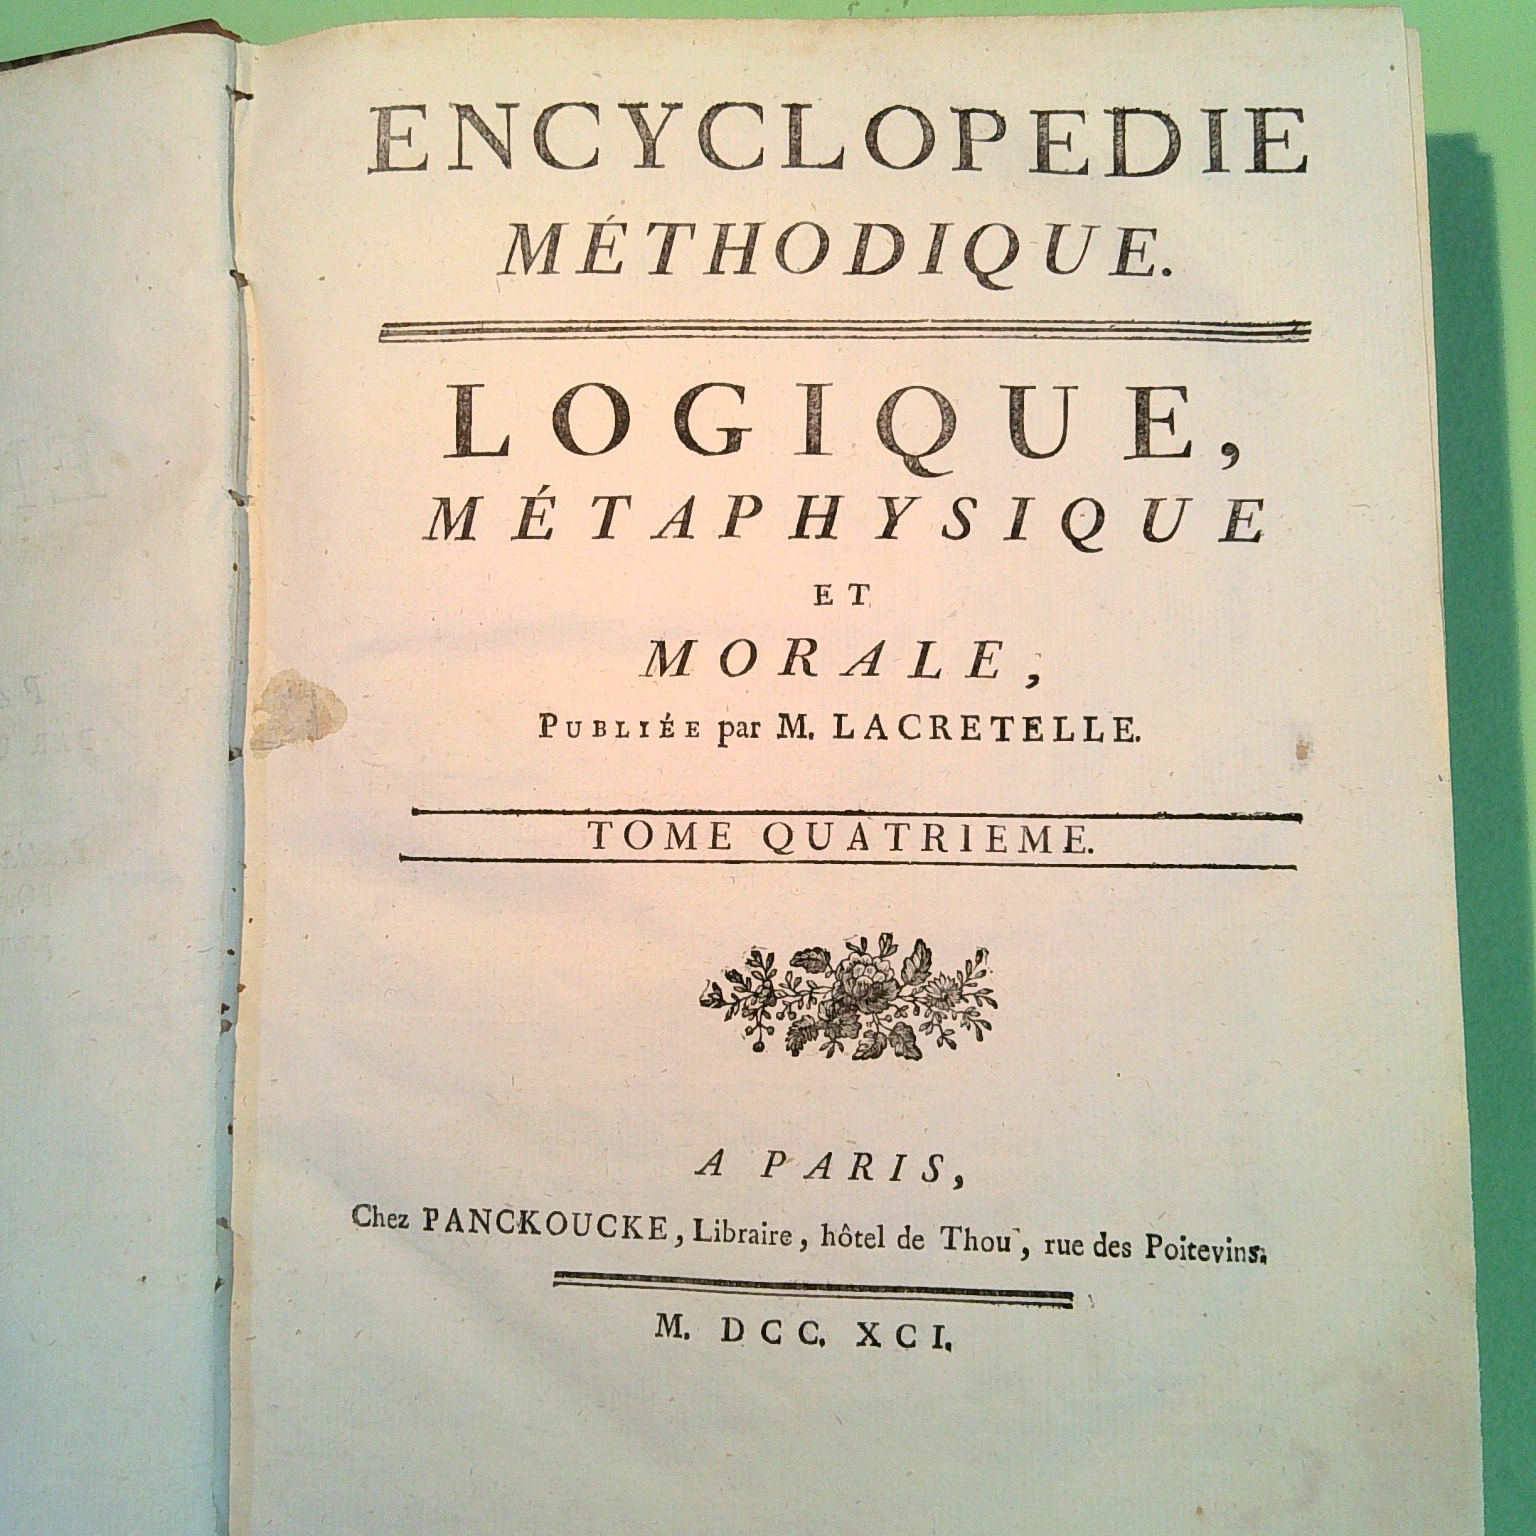 ENCYCLOPEDIE
MÉTHODIQUE.
LOGIQUE,
MÉTAPHYSIQUE
ET
MORALE,
PUBLIÉE par M. LACRETELLE.
TOME QUATRIEME.
A PARIS,
Chez PANCKOUCKE, Libraire, hôtel de Thou, rue des Poitevins.
M. DCC. XCI.